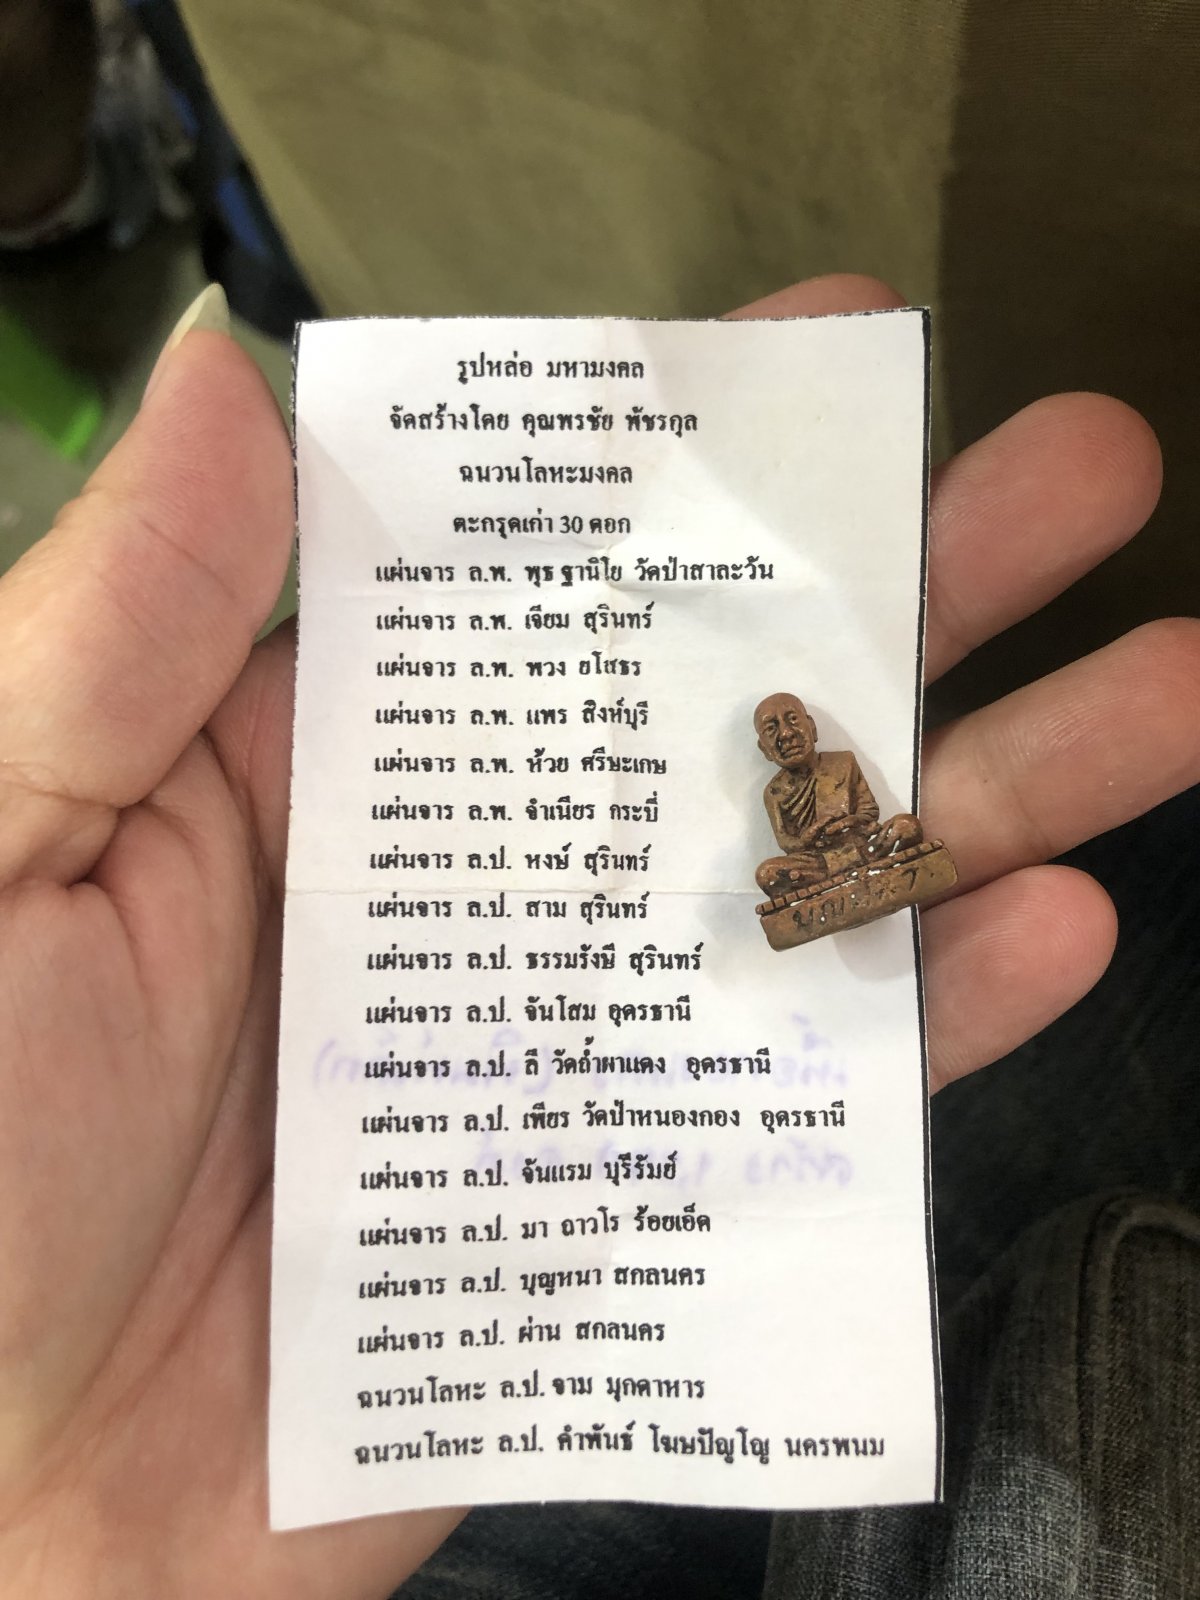 รูปหล่อ มหามงคล
จัดสร้างโดย คุณพรชัย พัชรกุล
ฉนวนโลหะมงคล
ตะกรุดเก่า 30 ดอก
แผ่นจาร ล.พ. พุธ ฐานิโย วัดป่าสาละวัน
แผ่นจาร ล.พ. เจียม สุรินทร์
แผ่นจาร ล.พ. พวง ยโสธร
แผ่นจาร ล.พ. แพร สิงห์บุรี
แผ่นจาร ล.พ. ห้วย ศรีษะเกษ
แผ่นจาร ล.พ. จำเนียร กระบี่
แผ่นจาร ล.ป. หงษ์ สุรินทร์
แผ่นจาร ล.ป. สาม สุรินทร์
แผ่นจาร ล.ป. ธรรมรังษี สุรินทร์
แผ่นจาร ล.ป. จันโสม อุดรธานี
แผ่นจาร ล.ป. ลี วัดถ้ำผาแดง อุดรธานี
แผ่นจาร ล.ป. เพียร วัดป่าหนองกอง อุดรธานี
แผ่นจาร ล.ป. จันแรม บุรีรัมย์
แผ่นจาร ล.ป. มา ถาวโร ร้อยเอ็ด
แผ่นจาร ล.ป. บุญหนา สกลนคร
แผ่นจาร ล.ป. ผ่าน สกลนคร
ฉนวนโลหะ ล.ป. จาม มุกดาหาร
ฉนวนโลหะ ล.ป. คำพันธ์ โฆษปัญโญ นครพนม